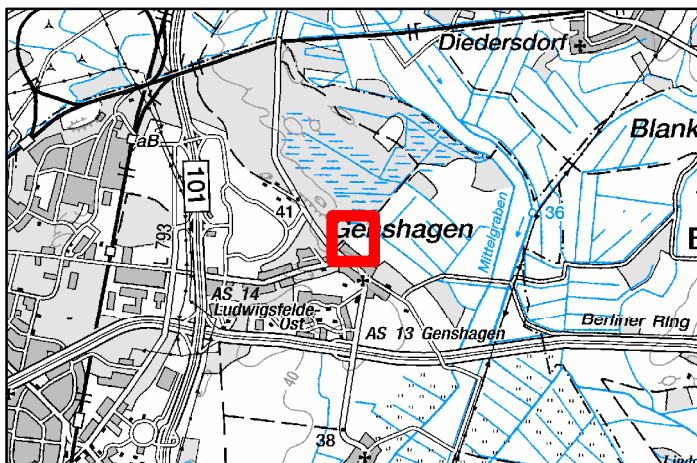 Diedersdorf
Blank
aB
101
41
Genshagen
36
Mittelgraben
L 793
AS 14
Ludwigsfelde-
Ost
AS 13 Genshagen
Berliner Ring
40
38
Linde